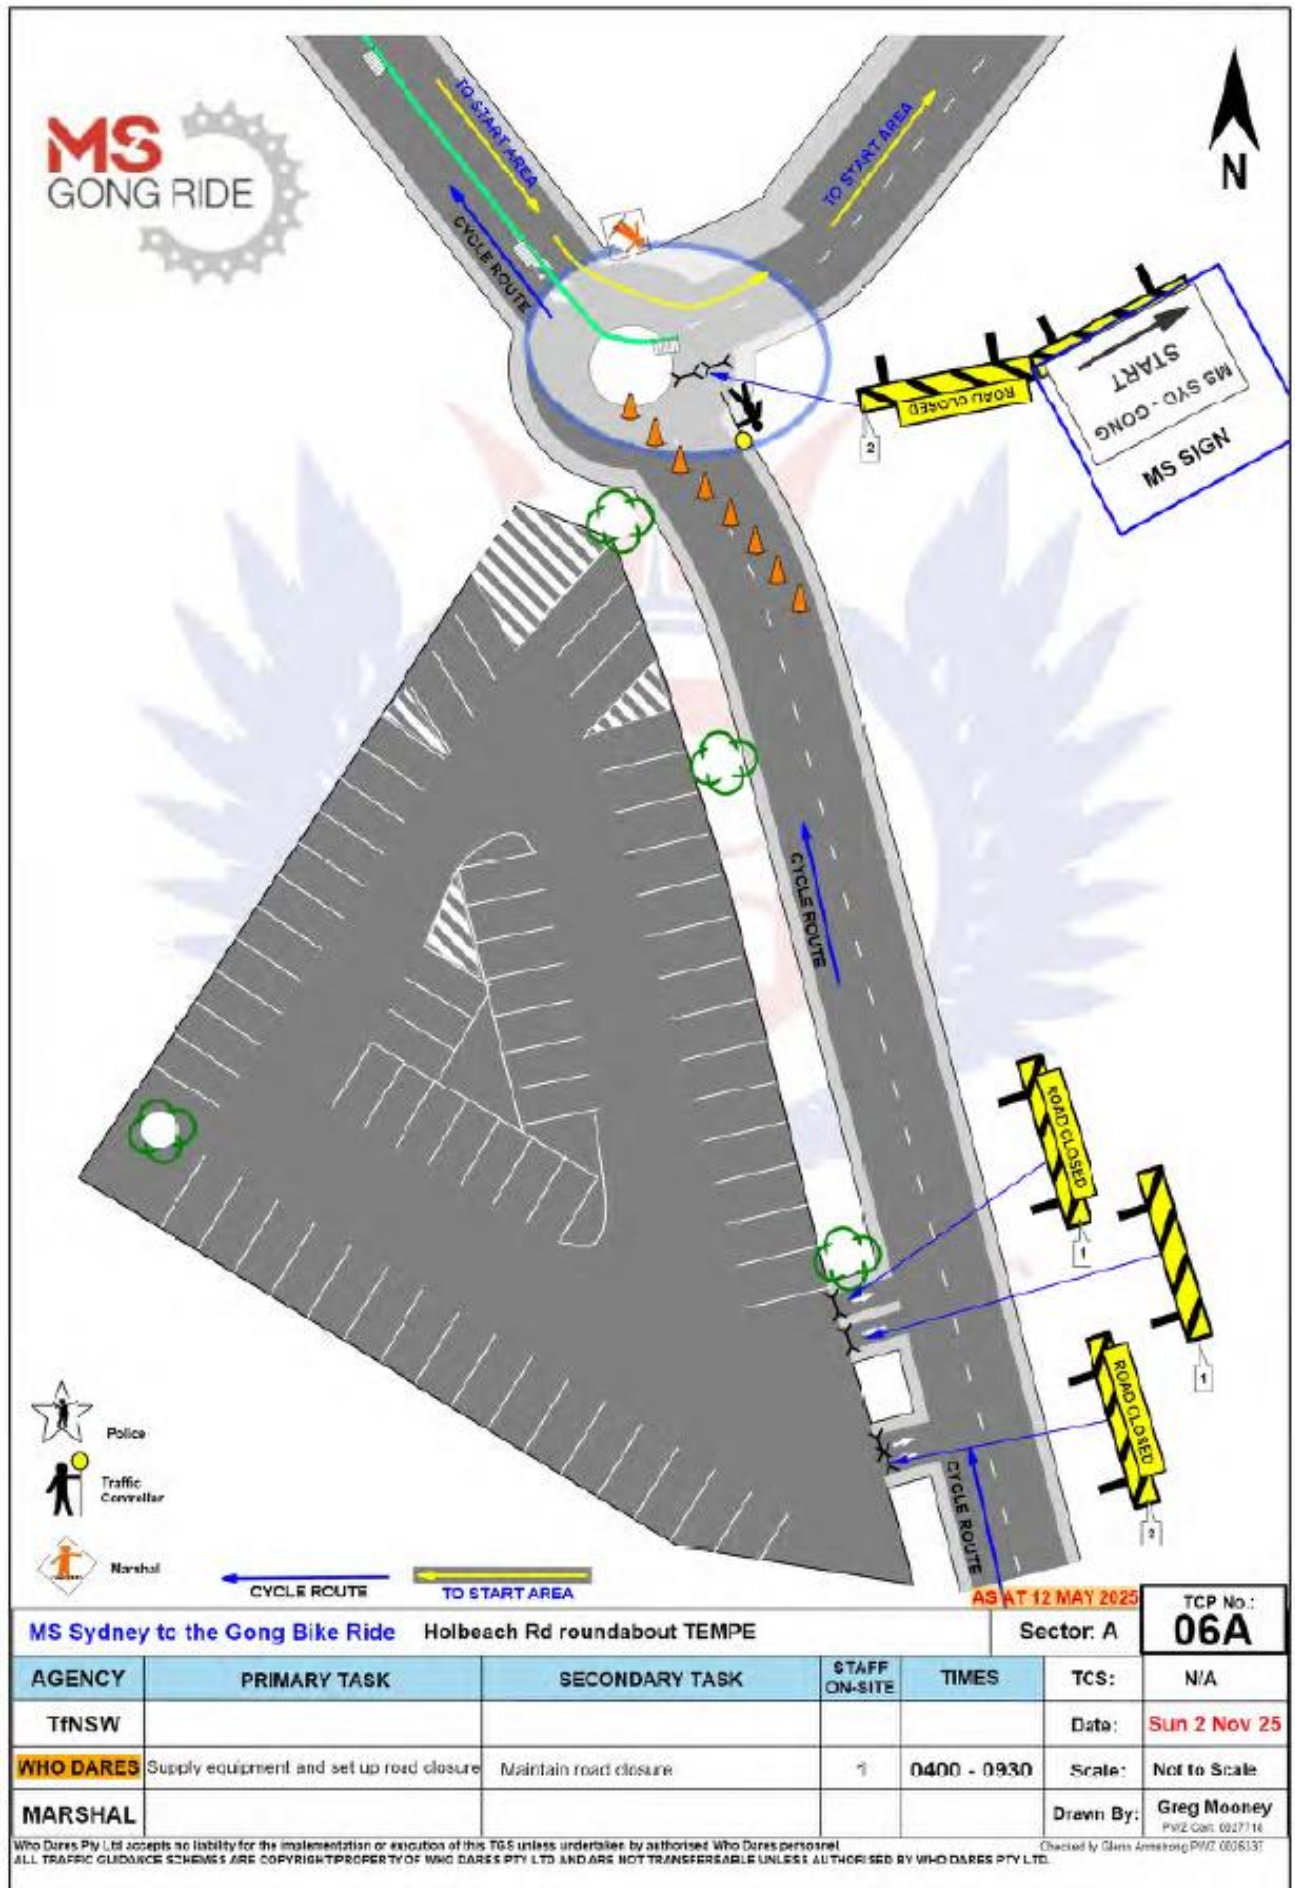 MS
GONG RIDE
TO START AREA
TO START AREA
N
CYCLE ROUTE
ROAD CLOSED
2
MS SYD - GONG
START
MS SIGN
CYCLE ROUTE
ROAD CLOSED
1
1
ROAD CLOSED
2
CYCLE ROUTE
Police
Traffic
Controller
Marshal
CYCLE ROUTE
TO START AREA
AS AT 12 MAY 2025
TCP No.:
06A
MS Sydney to the Gong Bike Ride Holbeach Rd roundabout TEMPE Sector: A
AGENCY PRIMARY TASK SECONDARY TASK STAFF ON-SITE TIMES TCS: N/A
TfNSW Date: Sun 2 Nov 25
WHO DARES Supply equipment and set up road closure Maintain road closure 1 0400 - 0930 Scale: Not to Scale
MARSHAL Drawn By: Greg Mooney
Who Dares Pty Ltd accepts no liability for the implementation or execution of this TGS unless undertaken by authorised Who Dares personnel.
Checked by Glenn Armstrong
ALL TRAFFIC GUIDANCE SCHEMES ARE COPYRIGHT PROPERTY OF WHO DARES PTY LTD AND ARE NOT TRANSFEREABLE UNLESS AUTHORISED BY WHO DARES PTY LTD.